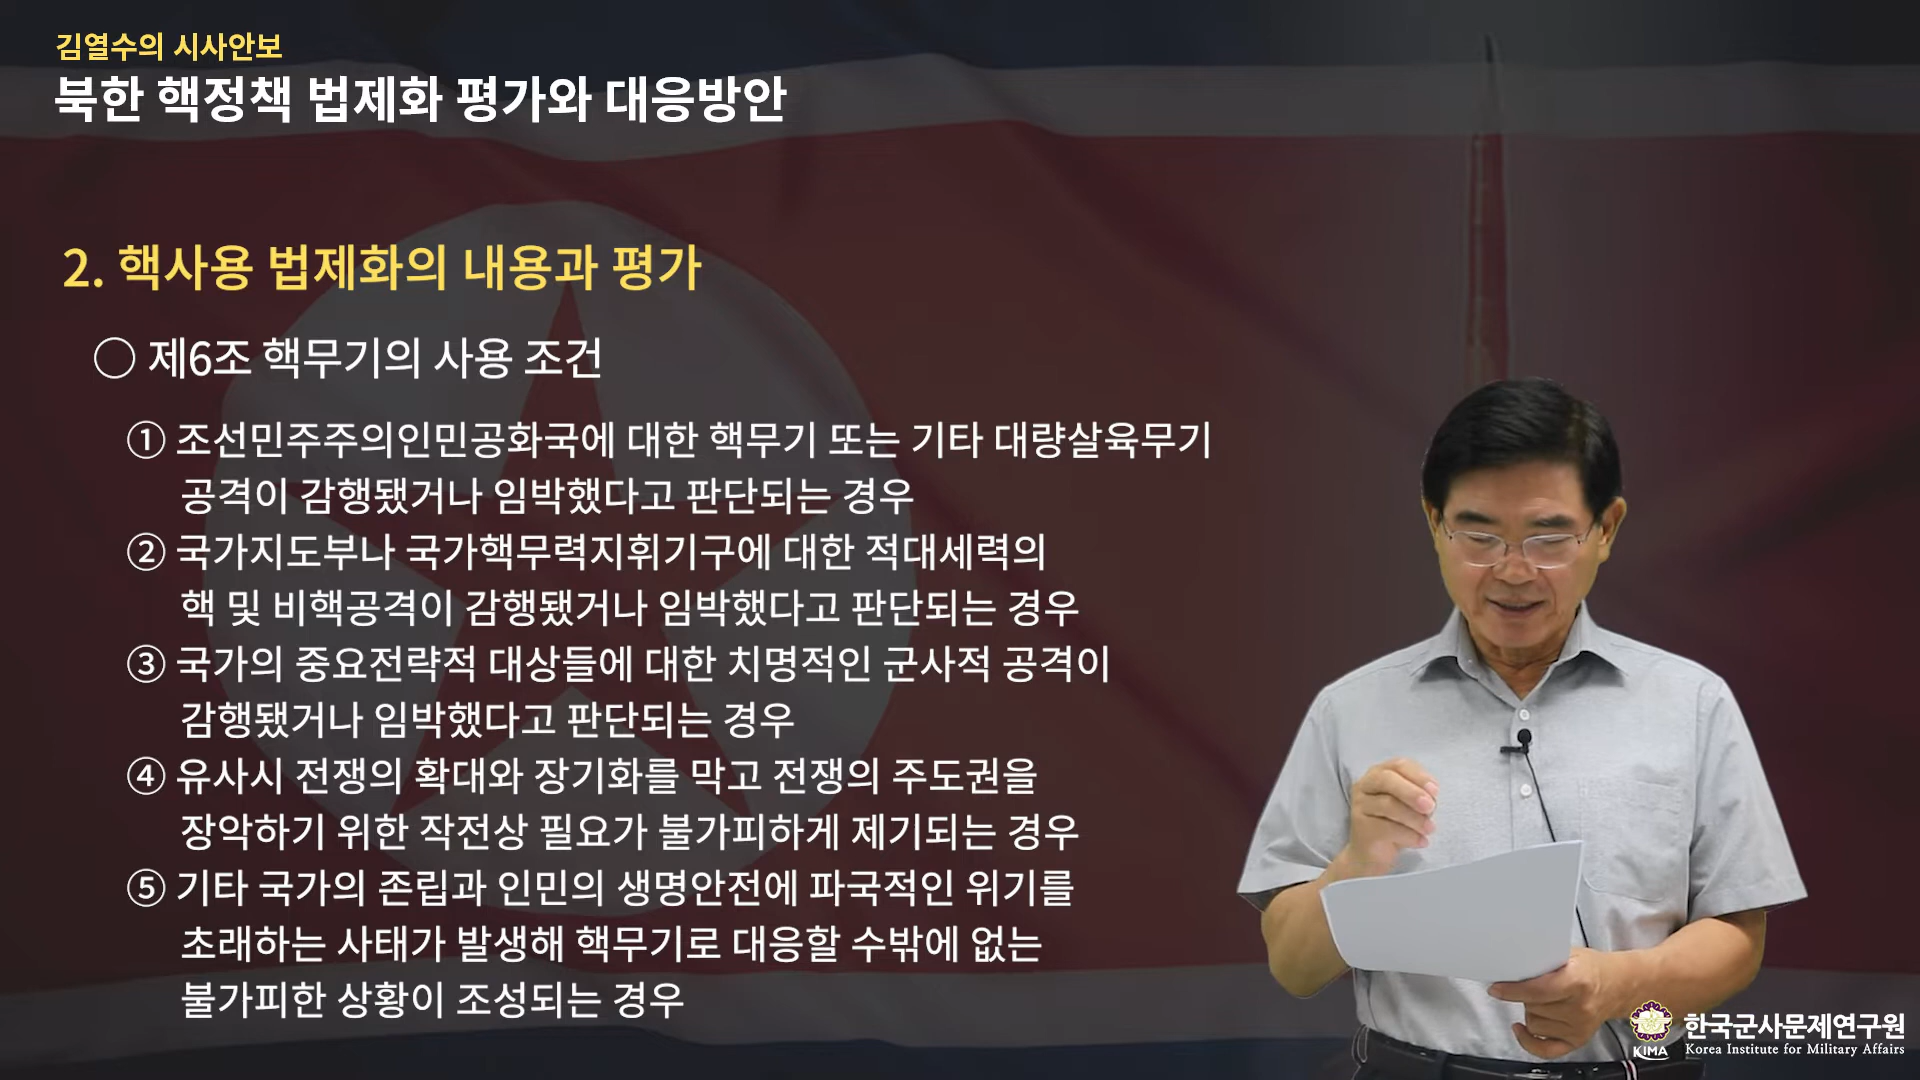 김열수의 시사안보
북한 핵정책 법제화 평가와 대응방안
2. 핵사용 법제화의 내용과 평가
○ 제6조 핵무기의 사용 조건
① 조선민주주의인민공화국에 대한 핵무기 또는 기타 대량살육무기
공격이 감행됐거나 임박했다고 판단되는 경우
② 국가지도부나 국가핵무력지휘기구에 대한 적대세력의
핵 및 비핵공격이 감행됐거나 임박했다고 판단되는 경우
③ 국가의 중요전략적 대상들에 대한 치명적인 군사적 공격이
감행됐거나 임박했다고 판단되는 경우
④ 유사시 전쟁의 확대와 장기화를 막고 전쟁의 주도권을
장악하기 위한 작전상 필요가 불가피하게 제기되는 경우
⑤ 기타 국가의 존립과 인민의 생명안전에 파국적인 위기를
초래하는 사태가 발생해 핵무기로 대응할 수밖에 없는
불가피한 상황이 조성되는 경우
KIMA
한국군사문제연구원
Korea Institute for Military Affairs